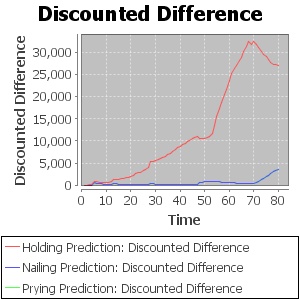 Discounted Difference
Discounted Difference
30,000
25,000
20,000
15,000
10,000
5,000
0
0 10 20 30 40 50 60 70 80
Time
Holding Prediction: Discounted Difference
Nailing Prediction: Discounted Difference
Prying Prediction: Discounted Difference